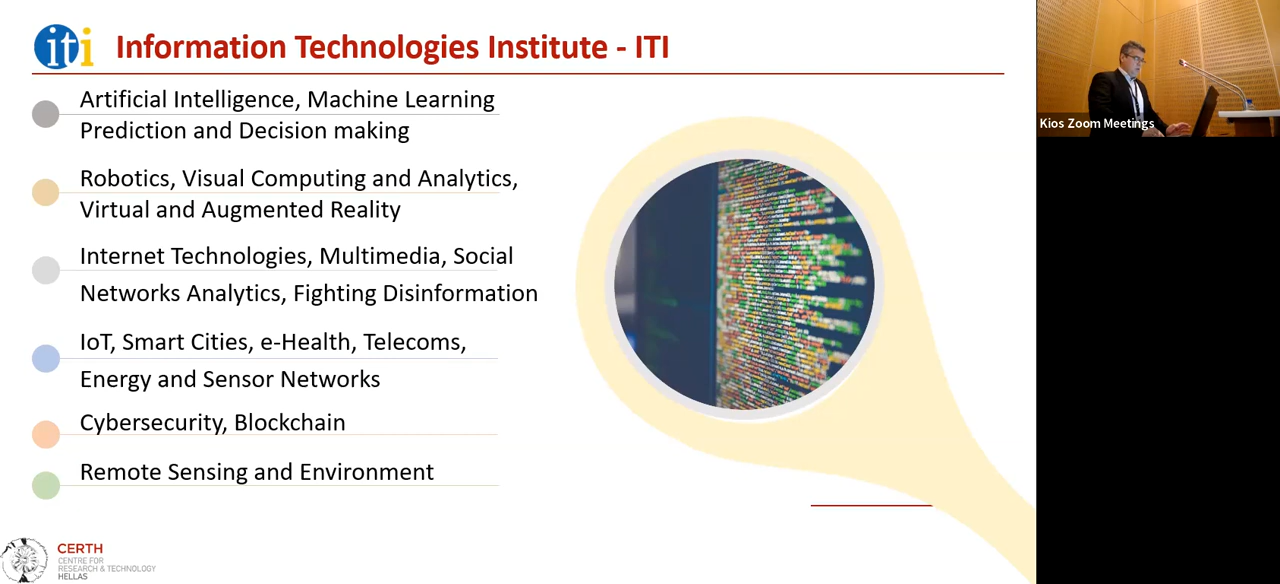 iti
Information Technologies Institute - ITI
Artificial Intelligence, Machine Learning
Prediction and Decision making
Robotics, Visual Computing and Analytics,
Virtual and Augmented Reality
Internet Technologies, Multimedia, Social
Networks Analytics, Fighting Disinformation
IoT, Smart Cities, e-Health, Telecoms,
Energy and Sensor Networks
Cybersecurity, Blockchain
Remote Sensing and Environment
CERTH
CENTRE FOR
RESEARCH & TECHNOLOGY
HELLAS
Kios Zoom Meetings